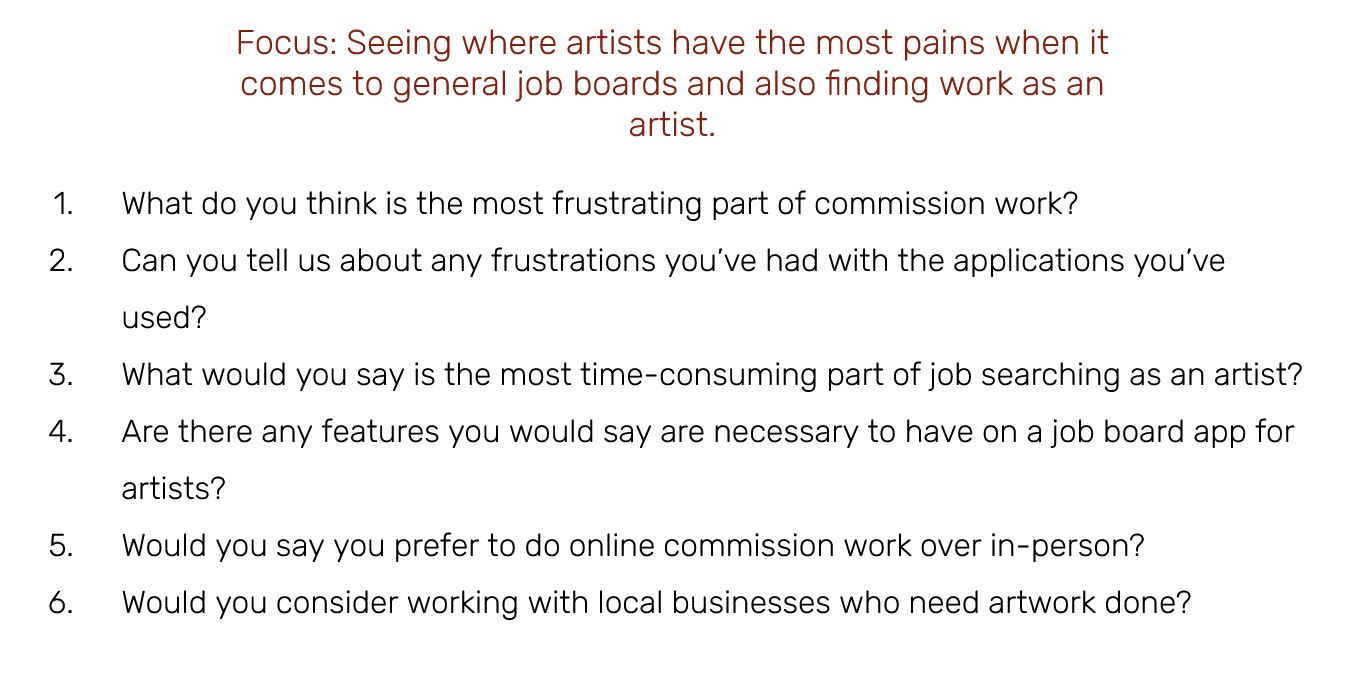 Focus: Seeing where artists have the most pains when it
comes to general job boards and also finding work as an
artist.
1. What do you think is the most frustrating part of commission work?
2. Can you tell us about any frustrations you’ve had with the applications you’ve
used?
3. What would you say is the most time-consuming part of job searching as an artist?
4. Are there any features you would say are necessary to have on a job board app for
artists?
5. Would you say you prefer to do online commission work over in-person?
6. Would you consider working with local businesses who need artwork done?